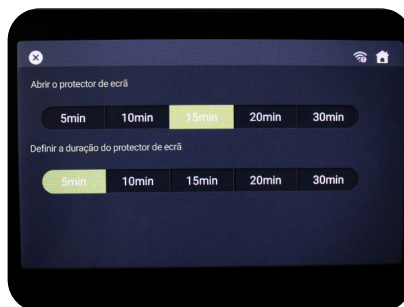 Abrir o protector de ecrã
5min 10min 15min 20min 30min
Definir a duração do protector de ecrã
5min 10min 15min 20min 30min